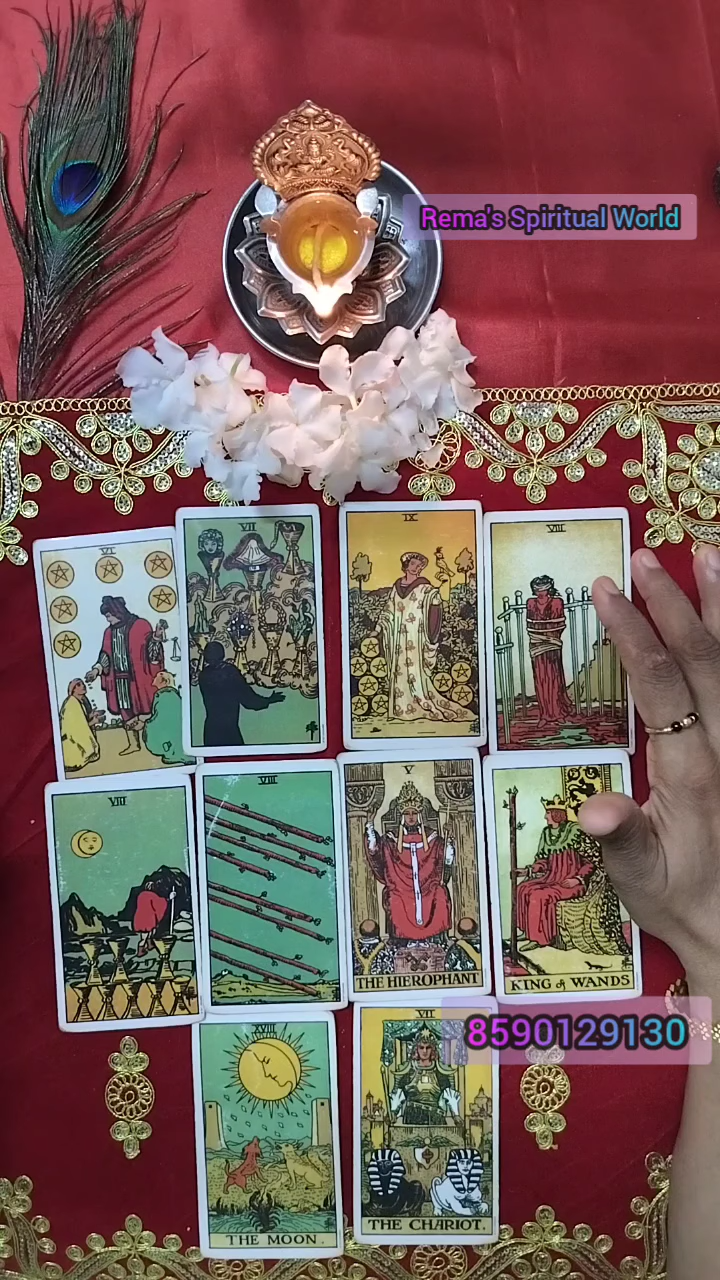 Rema's Spiritual World
VI
VII
IX
VIII
VIII
VIII
V
THE HIEROPHANT
KING of WANDS
8590129130
XVIII
THE MOON.
VII
THE CHARIOT.